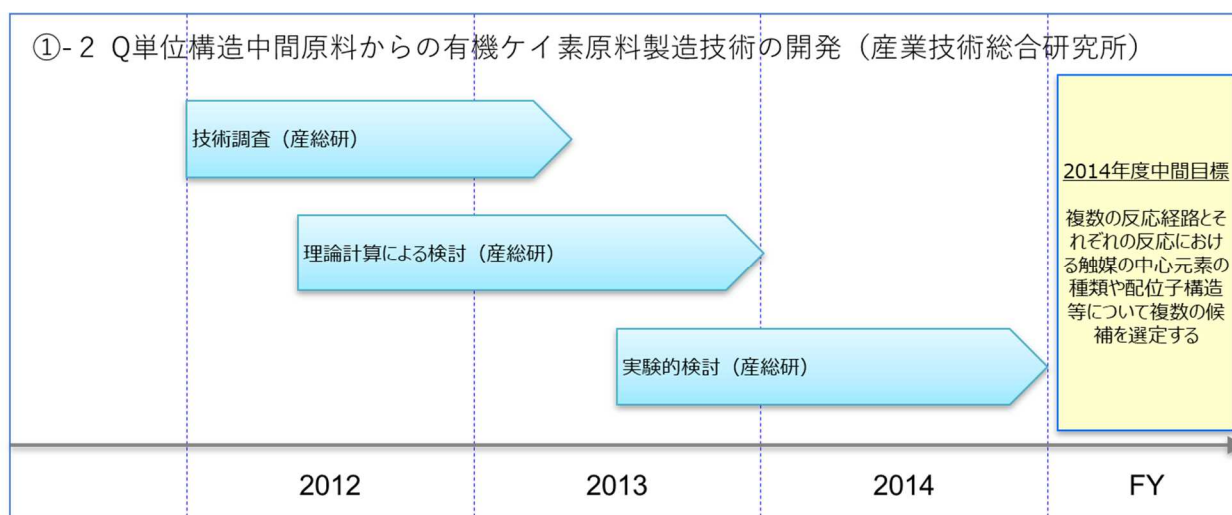 ①-２ Q単位構造中間原料からの有機ケイ素原料製造技術の開発（産業技術総合研究所）
技術調査（産総研）
理論計算による検討（産総研）
実験的検討（産総研）
2014年度中間目標
複数の反応経路とそ
れぞれの反応におけ
る触媒の中心元素の
種類や配位子構造
等について複数の候
補を選定する
2012
2013
2014
FY